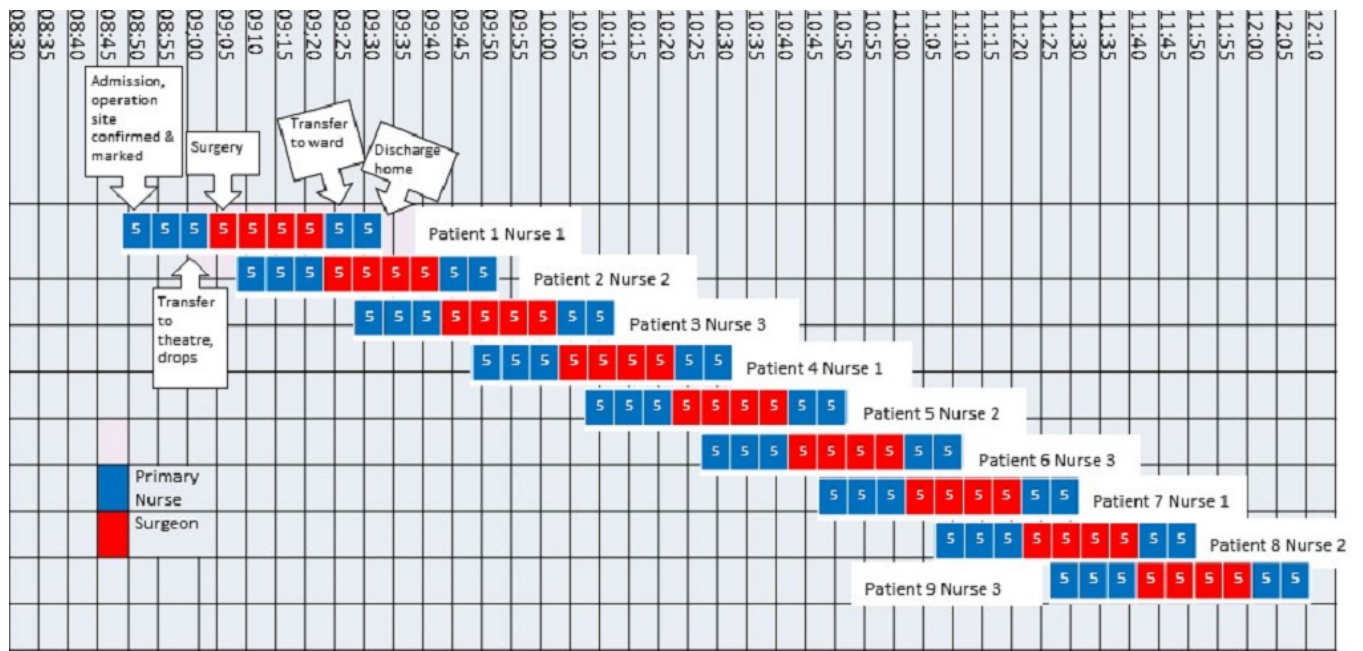 08:30 08:35 08:40 08:45 08:50 08:55 09:00 09;05 0910 09:15 09;20 09:25 09:30 09:35 09:40 09:45 09:50 09:55 10:00 10:05 10:10 10:15 10:20 10:25 10:30 10:35 10:40 10:45 10:50 10:55 11:00 11:05 11:10 11:15 11:20 11:25 11:30 11:35 11:40 11:45 11:50 11:55 12:00 12:05 12:10
Admission,
operation
site
confirmed &
marked
Surgery
Transfer
to ward
Discharge
home
5 5 5 5 5 5 5 5 5
Patient 1 Nurse 1
5 5 5 5 5 5 5 5 5
Patient 2 Nurse 2
Transfer
to
theatre,
drops
5 5 5 5 5 5 5 5 5
Patient 3 Nurse 3
5 5 5 5 5 5 5 5 5
Patient 4 Nurse 1
5 5 5 5 5 5 5 5 5
Patient 5 Nurse 2
5 5 5 5 5 5 5 5 5
Patient 6 Nurse 3
Primary
Nurse
Surgeon
5 5 5 5 5 5 5 5 5
Patient 7 Nurse 1
5 5 5 5 5 5 5 5 5
Patient 8 Nurse 2
Patient 9 Nurse 3
5 5 5 5 5 5 5 5 5